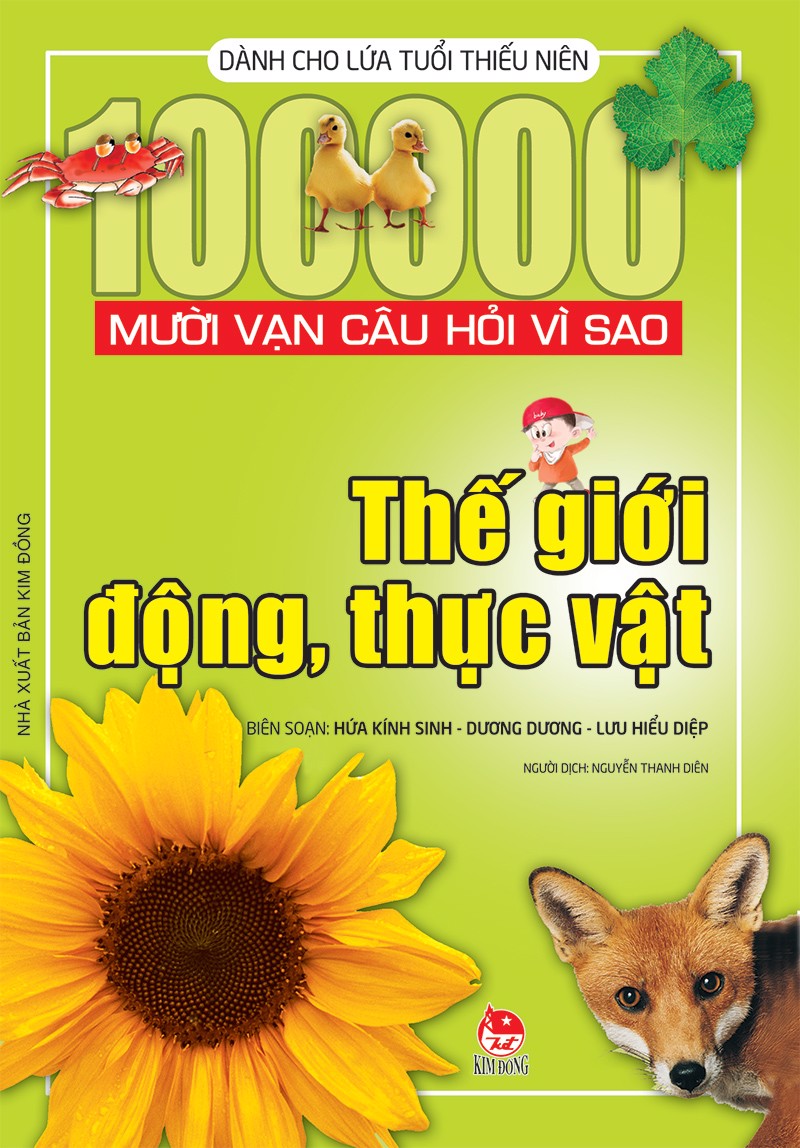 DÀNH CHO LỨA TUỔI THIẾU NIÊN
100000
MƯỜI VẠN CÂU HỎI VÌ SAO
baby
Thế giới
động, thực vật
NHÀ XUẤT BẢN KIM ĐỒNG
BIÊN SOẠN: HỨA KÍNH SINH - DƯƠNG DƯƠNG - LƯU HIỂU DIỆP
NGƯỜI DỊCH: NGUYỄN THANH DIÊN
KIM ĐỒNG